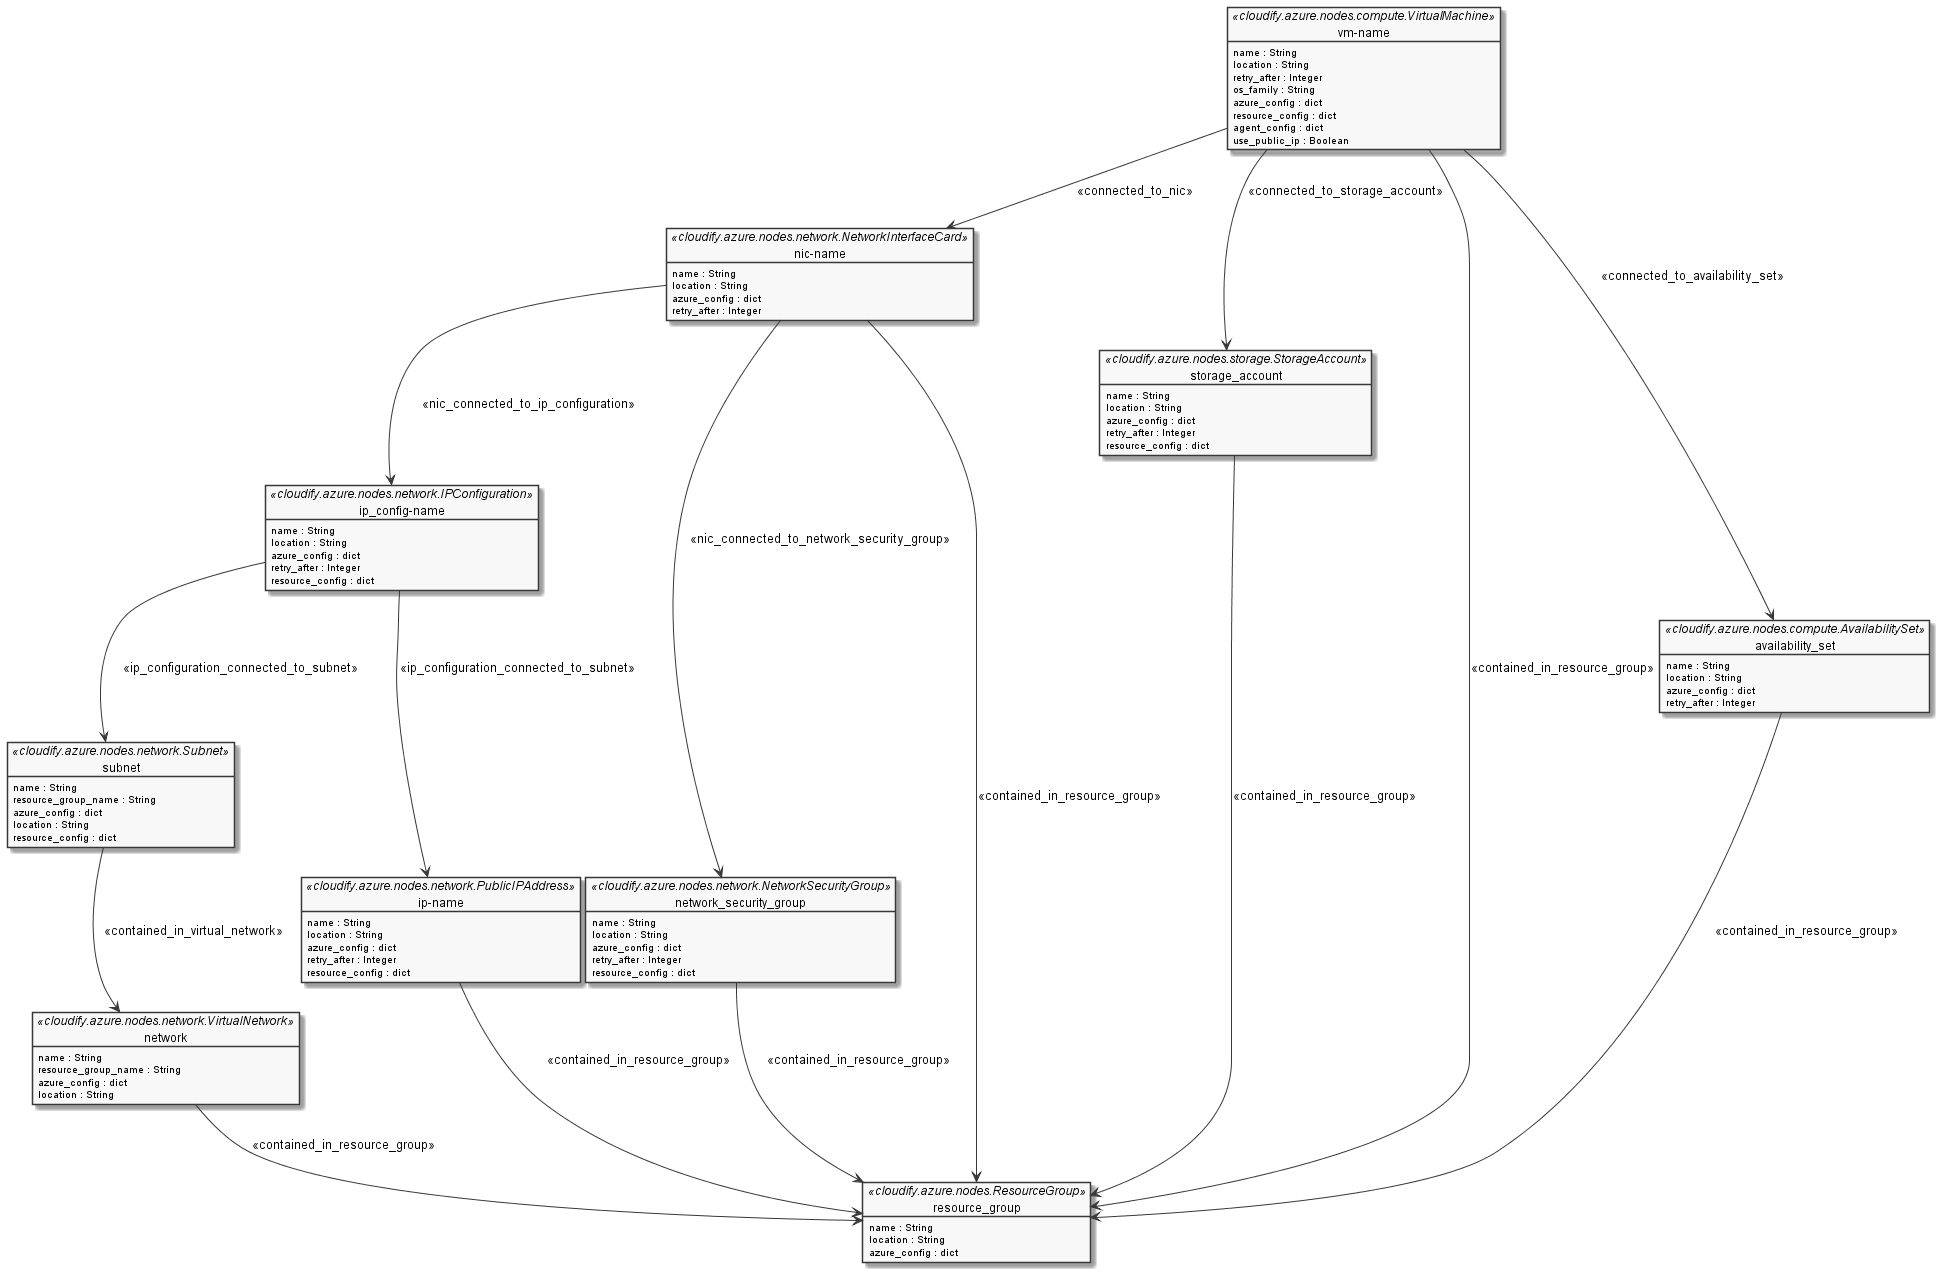 «cloudify.azure.nodes.compute.VirtualMachine»
vm-name
name : String
location : String
retry_after : Integer
os_family : String
azure_config : dict
resource_config : dict
agent_config : dict
use_public_ip : Boolean
«connected_to_nic»
«connected_to_storage_account»
«cloudify.azure.nodes.network.NetworkInterfaceCard»
nic-name
name : String
location : String
azure_config : dict
retry_after : Integer
«connected_to_availability_set»
«cloudify.azure.nodes.storage.StorageAccount»
storage_account
name : String
location : String
azure_config : dict
retry_after : Integer
resource_config : dict
«nic_connected_to_ip_configuration»
«cloudify.azure.nodes.network.IPConfiguration»
ip_config-name
name : String
location : String
azure_config : dict
retry_after : Integer
resource_config : dict
«nic_connected_to_network_security_group»
«cloudify.azure.nodes.compute.AvailabilitySet»
availability_set
name : String
location : String
azure_config : dict
retry_after : Integer
«ip_configuration_connected_to_subnet»
«ip_configuration_connected_to_subnet»
«contained_in_resource_group»
«cloudify.azure.nodes.network.Subnet»
subnet
name : String
resource_group_name : String
azure_config : dict
location : String
resource_config : dict
«contained_in_resource_group»
«contained_in_resource_group»
«cloudify.azure.nodes.network.PublicIPAddress»
ip-name
name : String
location : String
azure_config : dict
retry_after : Integer
resource_config : dict
«cloudify.azure.nodes.network.NetworkSecurityGroup»
network_security_group
name : String
location : String
azure_config : dict
retry_after : Integer
resource_config : dict
«contained_in_virtual_network»
«contained_in_resource_group»
«cloudify.azure.nodes.network.VirtualNetwork»
network
name : String
resource_group_name : String
azure_config : dict
location : String
«contained_in_resource_group»
«contained_in_resource_group»
«contained_in_resource_group»
«cloudify.azure.nodes.ResourceGroup»
resource_group
name : String
location : String
azure_config : dict